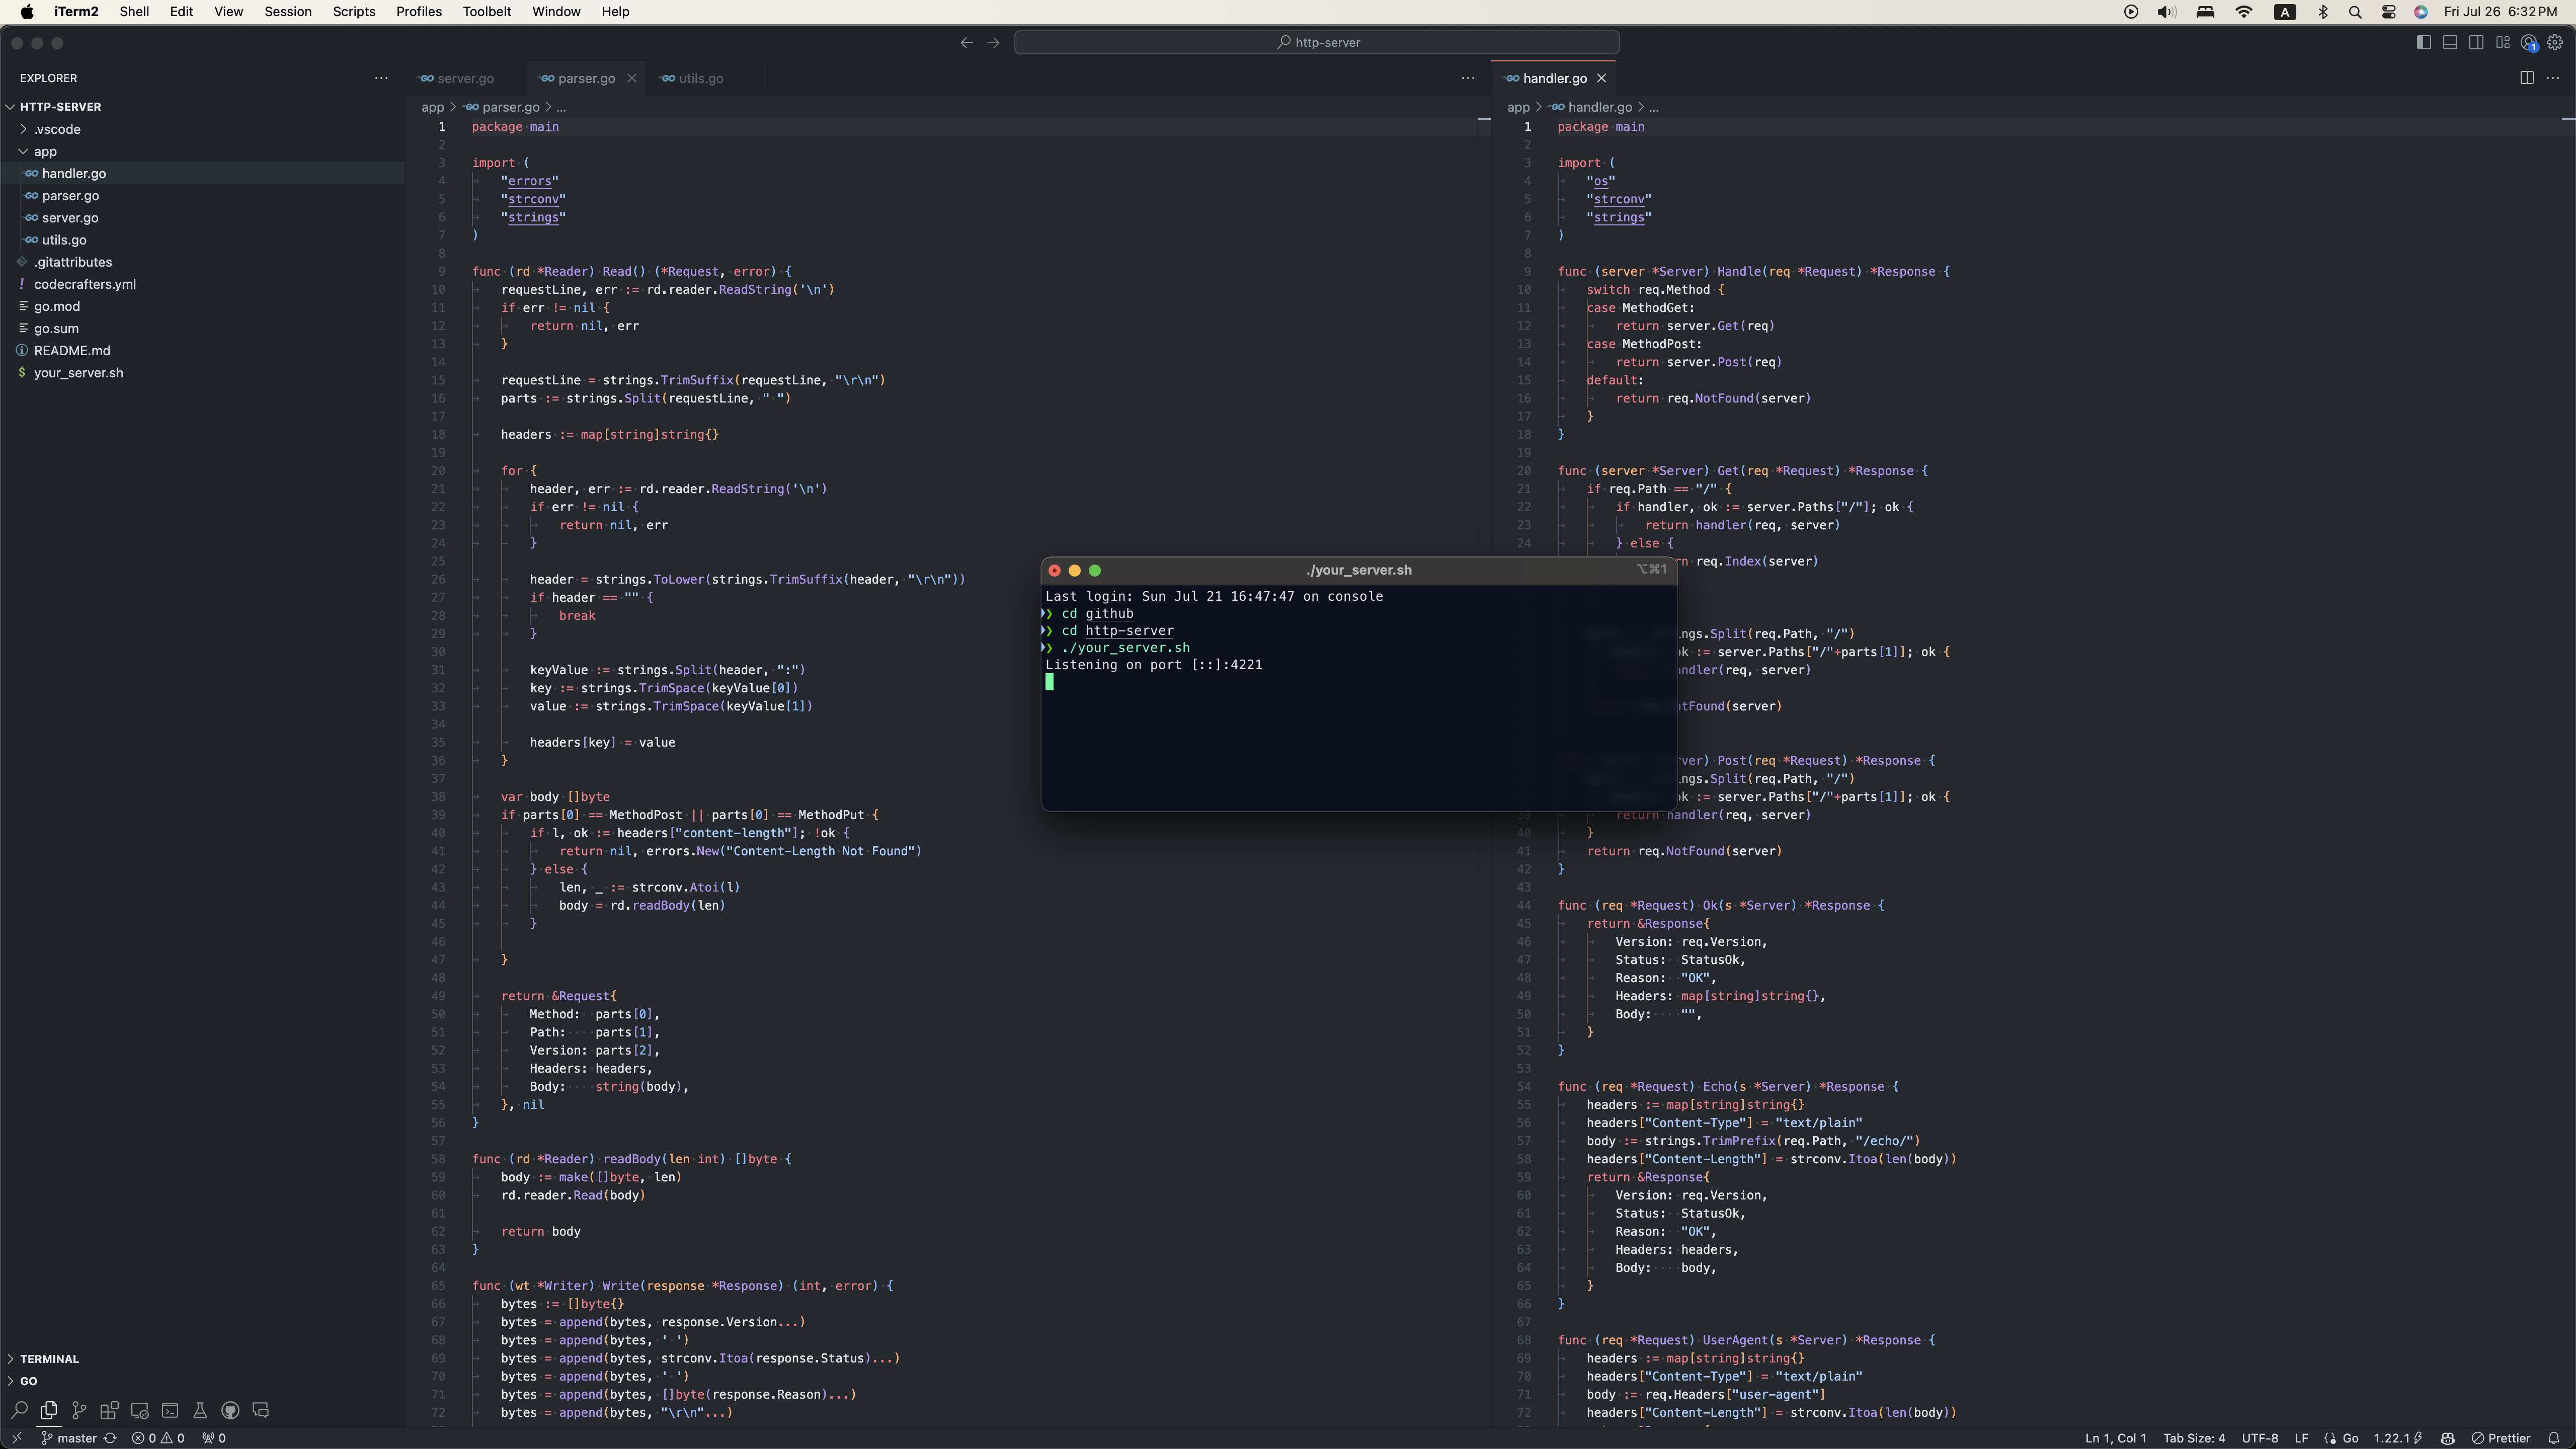 iTerm2 Shell Edit View Session Scripts Profiles Toolbelt Window Help
A Fri Jul 26 6:32 PM
http-server
1
EXPLORER
HTTP-SERVER
.vscode
app
handler.go
parser.go
server.go
utils.go
.gitattributes
codecrafters.yml
go.mod
go.sum
README.md
your_server.sh
TERMINAL
GO
server.go parser.go utils.go
app > parser.go > ...
1 package main
2
3 import (
4 "errors"
5 "strconv"
6 "strings"
7 )
8
9 func (rd *Reader) Read() (*Request, error) {
10 requestLine, err := rd.reader.ReadString('\n')
11 if err != nil {
12 return nil, err
13 }
14
15 requestLine = strings.TrimSuffix(requestLine, "\r\n")
16 parts := strings.Split(requestLine, " ")
17
18 headers := map[string]string{}
19
20 for {
21 header, err := rd.reader.ReadString('\n')
22 if err != nil {
23 return nil, err
24 }
25
26 header = strings.ToLower(strings.TrimSuffix(header, "\r\n"))
27 if header == "" {
28 break
29 }
30
31 keyValue := strings.Split(header, ":")
32 key := strings.TrimSpace(keyValue[0])
33 value := strings.TrimSpace(keyValue[1])
34
35 headers[key] = value
36 }
37
38 var body []byte
39 if parts[0] == MethodPost || parts[0] == MethodPut {
40 if l, ok := headers["content-length"]; !ok {
41 return nil, errors.New("Content-Length Not Found")
42 } else {
43 len, _ := strconv.Atoi(l)
44 body = rd.readBody(len)
45 }
46
47 }
48
49 return &Request{
50 Method: parts[0],
51 Path: parts[1],
52 Version: parts[2],
53 Headers: headers,
54 Body: string(body),
55 }, nil
56 }
57
58 func (rd *Reader) readBody(len int) []byte {
59 body := make([]byte, len)
60 rd.reader.Read(body)
61
62 return body
63 }
64
65 func (wt *Writer) Write(response *Response) (int, error) {
66 bytes := []byte{}
67 bytes = append(bytes, response.Version...)
68 bytes = append(bytes, ' ')
69 bytes = append(bytes, strconv.Itoa(response.Status)...)
70 bytes = append(bytes, ' ')
71 bytes = append(bytes, []byte(response.Reason)...)
72 bytes = append(bytes, "\r\n"...)
./your_server.sh ⌥⌘1
Last login: Sun Jul 21 16:47:47 on console
❯ cd github
❯ cd http-server
❯ ./your_server.sh
Listening on port [::]:4221
handler.go
app > handler.go > ...
1 package main
2
3 import (
4 "os"
5 "strconv"
6 "strings"
7 )
8
9 func (server *Server) Handle(req *Request) *Response {
10 switch req.Method {
11 case MethodGet:
12 return server.Get(req)
13 case MethodPost:
14 return server.Post(req)
15 default:
16 return req.NotFound(server)
17 }
18 }
19
20 func (server *Server) Get(req *Request) *Response {
21 if req.Path == "/" {
22 if handler, ok := server.Paths["/"]; ok {
23 return handler(req, server)
24 } else {
n req.Index(server)
ngs.Split(req.Path, "/")
ok := server.Paths["/"+parts[1]]; ok {
ndler(req, server)
otFound(server)
ver) Post(req *Request) *Response {
ngs.Split(req.Path, "/")
ok := server.Paths["/"+parts[1]]; ok {
39 return handler(req, server)
40 }
41 return req.NotFound(server)
42 }
43
44 func (req *Request) Ok(s *Server) *Response {
45 return &Response{
46 Version: req.Version,
47 Status: StatusOk,
48 Reason: "OK",
49 Headers: map[string]string{},
50 Body: "",
51 }
52 }
53
54 func (req *Request) Echo(s *Server) *Response {
55 headers := map[string]string{}
56 headers["Content-Type"] = "text/plain"
57 body := strings.TrimPrefix(req.Path, "/echo/")
58 headers["Content-Length"] = strconv.Itoa(len(body))
59 return &Response{
60 Version: req.Version,
61 Status: StatusOk,
62 Reason: "OK",
63 Headers: headers,
64 Body: body,
65 }
66 }
67
68 func (req *Request) UserAgent(s *Server) *Response {
69 headers := map[string]string{}
70 headers["Content-Type"] = "text/plain"
71 body := req.Headers["user-agent"]
72 headers["Content-Length"] = strconv.Itoa(len(body))
master 0 0 0
Ln 1, Col 1 Tab Size: 4 UTF-8 LF Go 1.22.1 Prettier